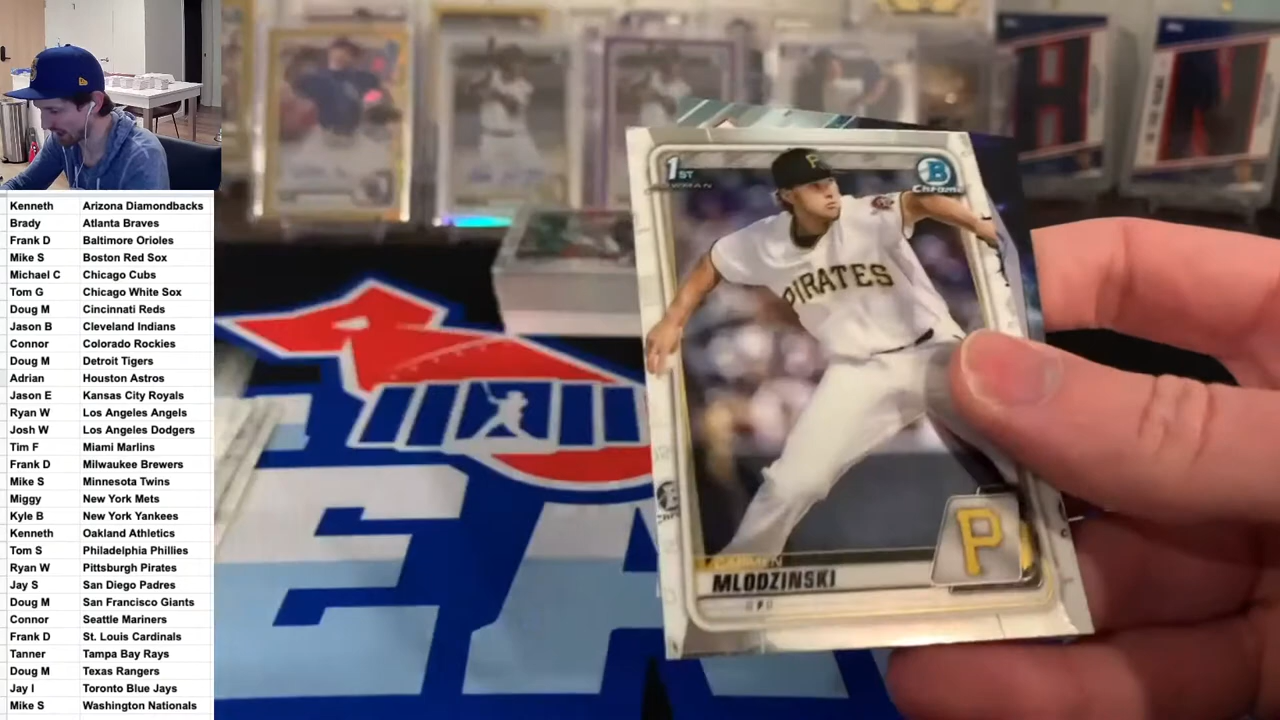 Kenneth Arizona Diamondbacks
Brady Atlanta Braves
Frank D Baltimore Orioles
Mike S Boston Red Sox
Michael C Chicago Cubs
Tom G Chicago White Sox
Doug M Cincinnati Reds
Jason B Cleveland Indians
Connor Colorado Rockies
Doug M Detroit Tigers
Adrian Houston Astros
Jason E Kansas City Royals
Ryan W Los Angeles Angels
Josh W Los Angeles Dodgers
Tim F Miami Marlins
Frank D Milwaukee Brewers
Mike S Minnesota Twins
Miggy New York Mets
Kyle B New York Yankees
Kenneth Oakland Athletics
Tom S Philadelphia Phillies
Ryan W Pittsburgh Pirates
Jay S San Diego Padres
Doug M San Francisco Giants
Connor Seattle Mariners
Frank D St. Louis Cardinals
Tanner Tampa Bay Rays
Doug M Texas Rangers
Jay I Toronto Blue Jays
Mike S Washington Nationals
1ST
BOWMAN
B
Chrome
P
PIRATES
P
CARMEN
MLODZINSKI